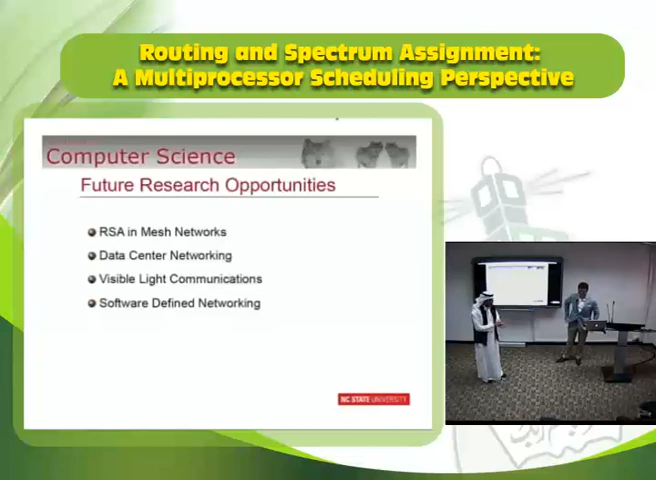 Routing and Spectrum Assignment:
A Multiprocessor Scheduling Perspective
Computer Science
Future Research Opportunities
RSA in Mesh Networks
Data Center Networking
Visible Light Communications
Software Defined Networking
NC STATE UNIVERSITY